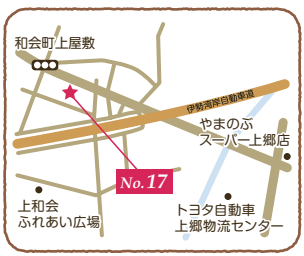 和会町上屋敷
伊勢湾岸自動車道
やまのぶ
スーパー上郷店
No.17
上和会
ふれあい広場
トヨタ自動車
上郷物流センター